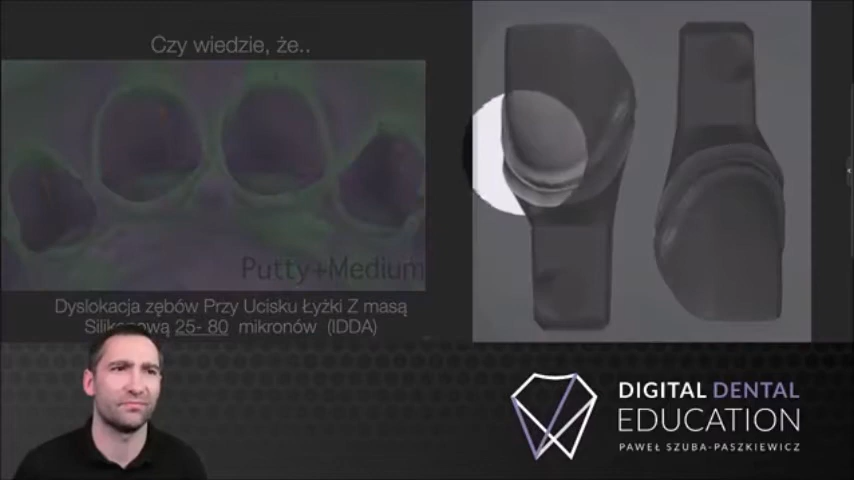 Czy wiedzie, że..
Putty+Medium
Dyslokacja zębów Przy Ucisku Łyżki Z masą
Silikonową 25- 80 mikronów (IDDA)
DIGITAL DENTAL
EDUCATION
PAWEŁ SZUBA-PASZKIEWICZ